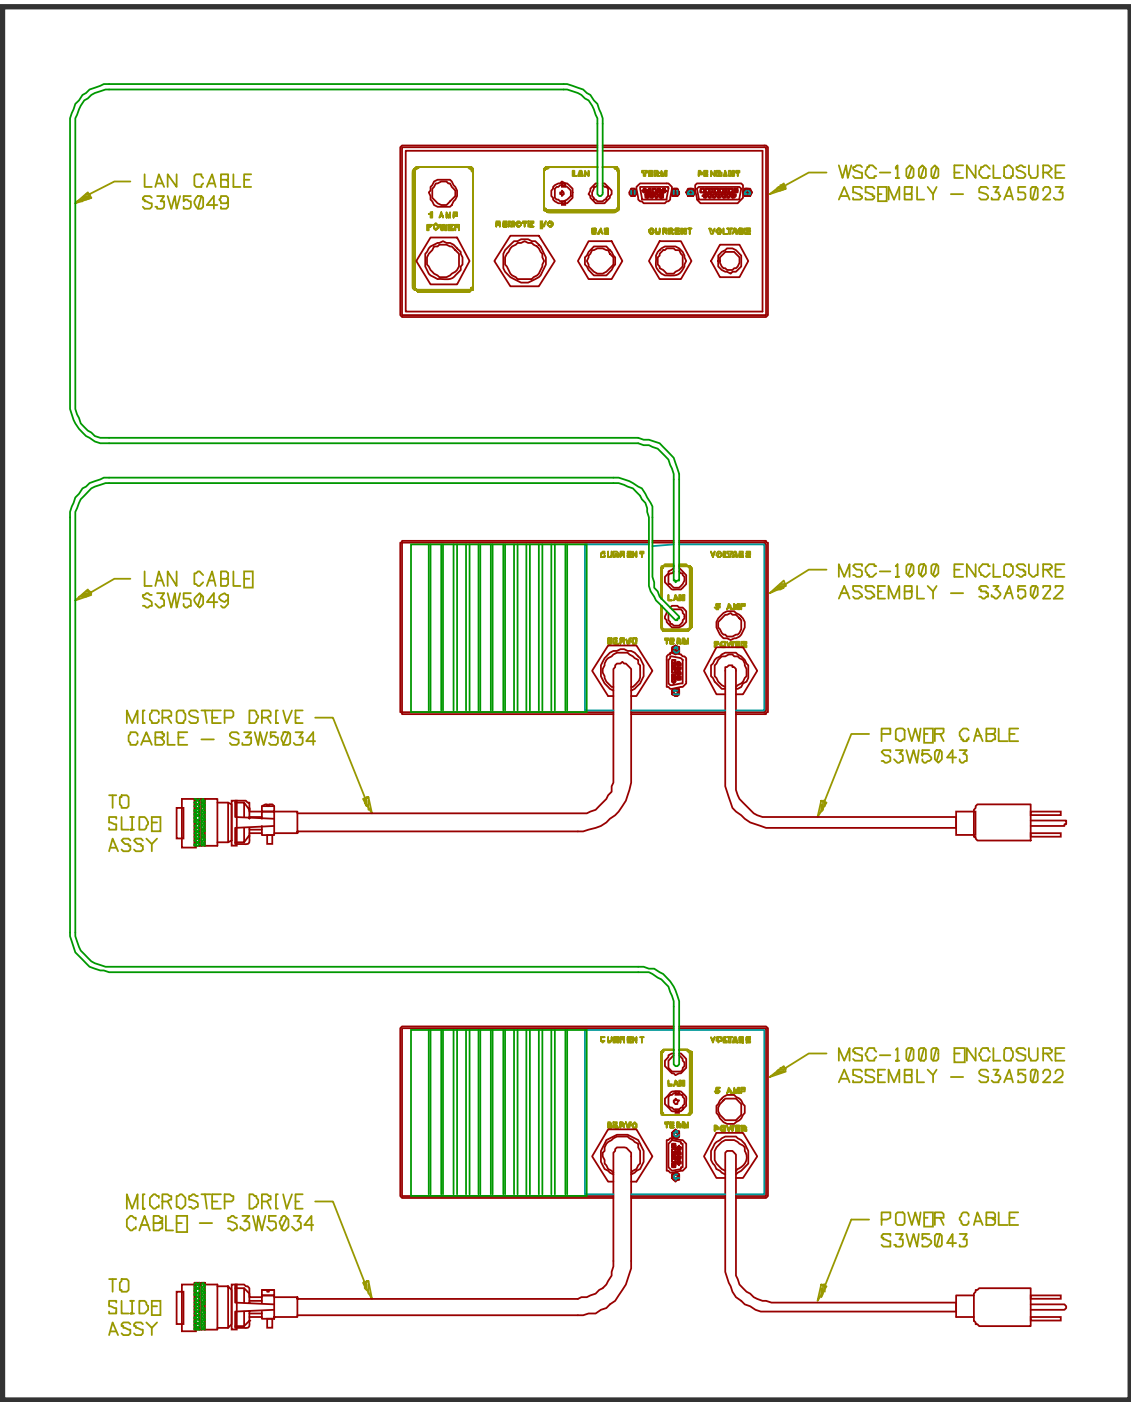 LAN CABLE
S3W5049
WSC-1000 ENCLOSURE
ASSEMBLY - S3A5023
LAN
TERM
PENDANT
1 AMP
POWER
REMOTE I/O
GAS
CURRENT
VOLTAGE
LAN CABLE
S3W5049
MSC-1000 ENCLOSURE
ASSEMBLY - S3A5022
CURRENT
VOLTAGE
LAN
5 AMP
SERVO
TERM
POWER
MICROSTEP DRIVE
CABLE - S3W5034
POWER CABLE
S3W5043
TO
SLIDE
ASSY
MSC-1000 ENCLOSURE
ASSEMBLY - S3A5022
CURRENT
VOLTAGE
LAN
5 AMP
SERVO
TERM
POWER
MICROSTEP DRIVE
CABLE - S3W5034
POWER CABLE
S3W5043
TO
SLIDE
ASSY